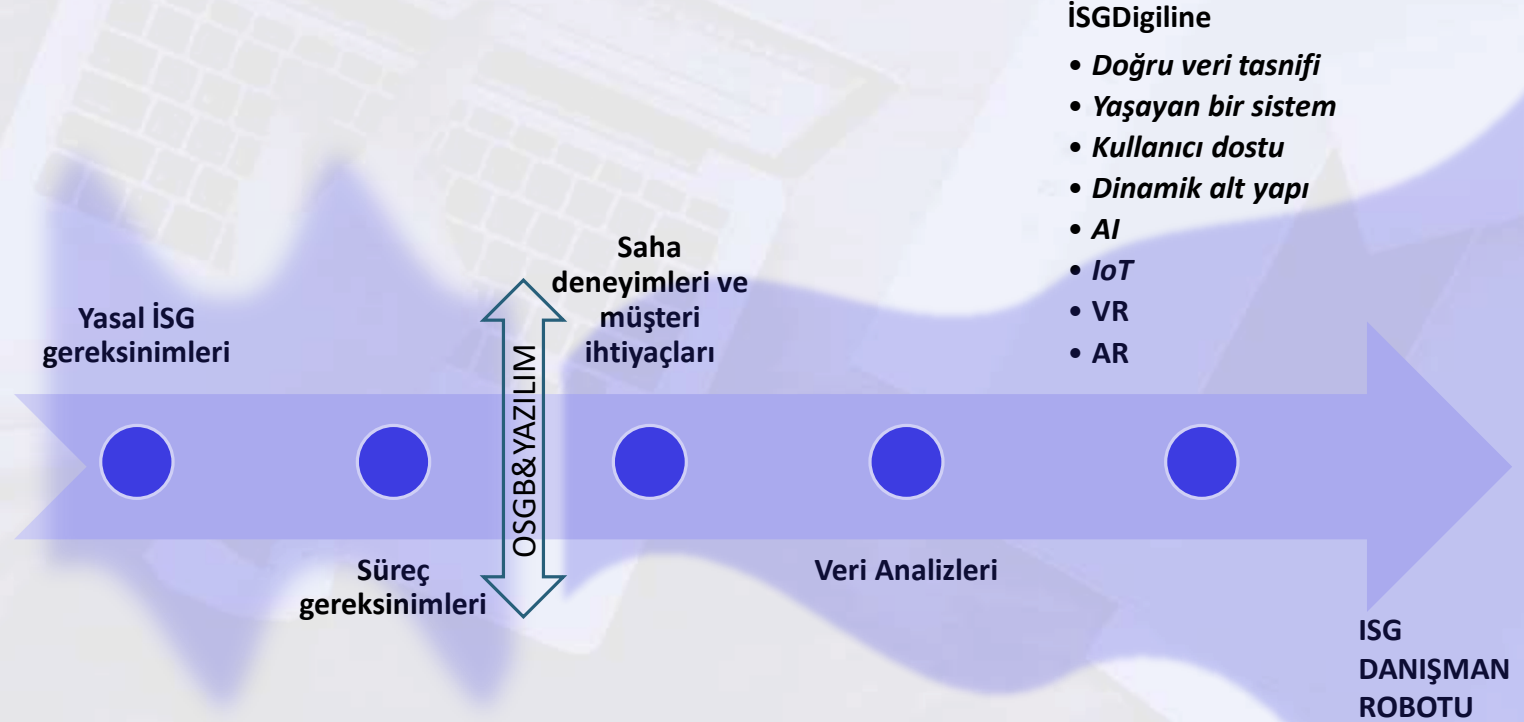 Yasal İSG
gereksinimleri
Süreç
gereksinimleri
OSGB&YAZILIM
Saha
deneyimleri ve
müşteri
ihtiyaçları
Veri Analizleri
İSGDigiline
• Doğru veri tasnifi
• Yaşayan bir sistem
• Kullanıcı dostu
• Dinamik alt yapı
• AI
• IoT
• VR
• AR
ISG
DANIŞMAN
ROBOTU